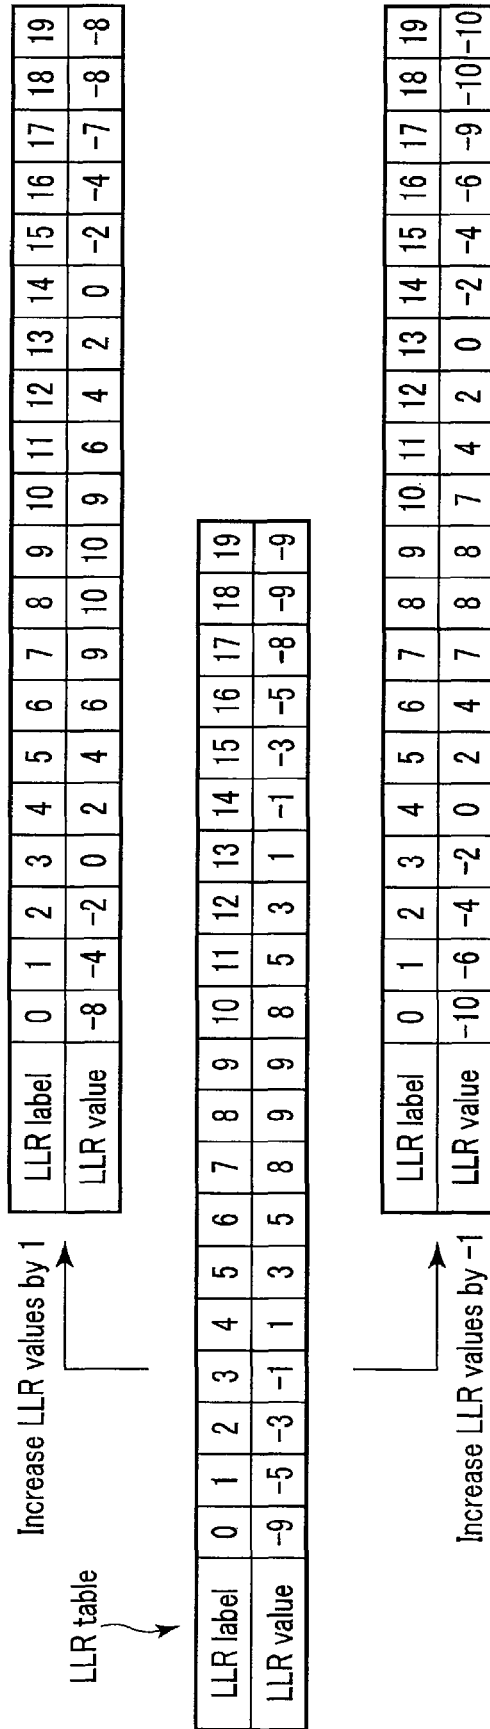 LLR table
LLR label 0 1 2 3 4 5 6 7 8 9 10 11 12 13 14 15 16 17 18 19
LLR value -9 -5 -3 -1 1 3 5 8 9 9 8 5 3 1 -1 -3 -5 -8 -9 -9
Increase LLR values by 1
LLR label 0 1 2 3 4 5 6 7 8 9 10 11 12 13 14 15 16 17 18 19
LLR value -8 -4 -2 0 2 4 6 9 10 10 9 6 4 2 0 -2 -4 -7 -8 -8
Increase LLR values by -1
LLR label 0 1 2 3 4 5 6 7 8 9 10 11 12 13 14 15 16 17 18 19
LLR value -10 -6 -4 -2 0 2 4 7 8 8 7 4 2 0 -2 -4 -6 -9 -10 -10